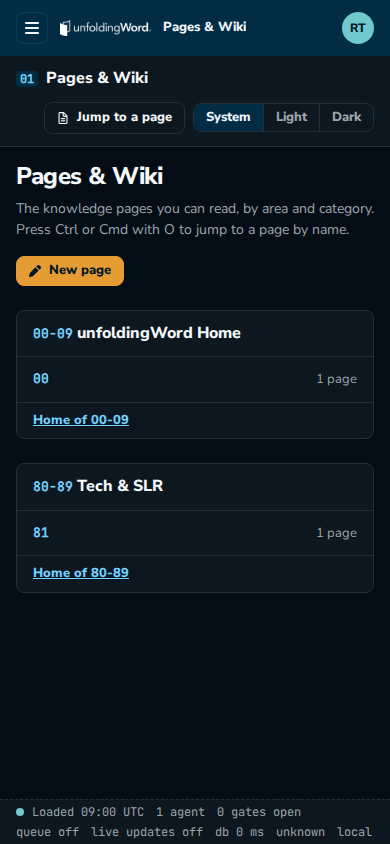 unfoldingWord. Pages & Wiki RT
01 Pages & Wiki
Jump to a page System Light Dark
Pages & Wiki
The knowledge pages you can read, by area and category.
Press Ctrl or Cmd with O to jump to a page by name.
New page
00-09 unfoldingWord Home
00 1 page
Home of 00-09
80-89 Tech & SLR
81 1 page
Home of 80-89
Loaded 09:00 UTC 1 agent 0 gates open
queue off live updates off db 0 ms unknown local